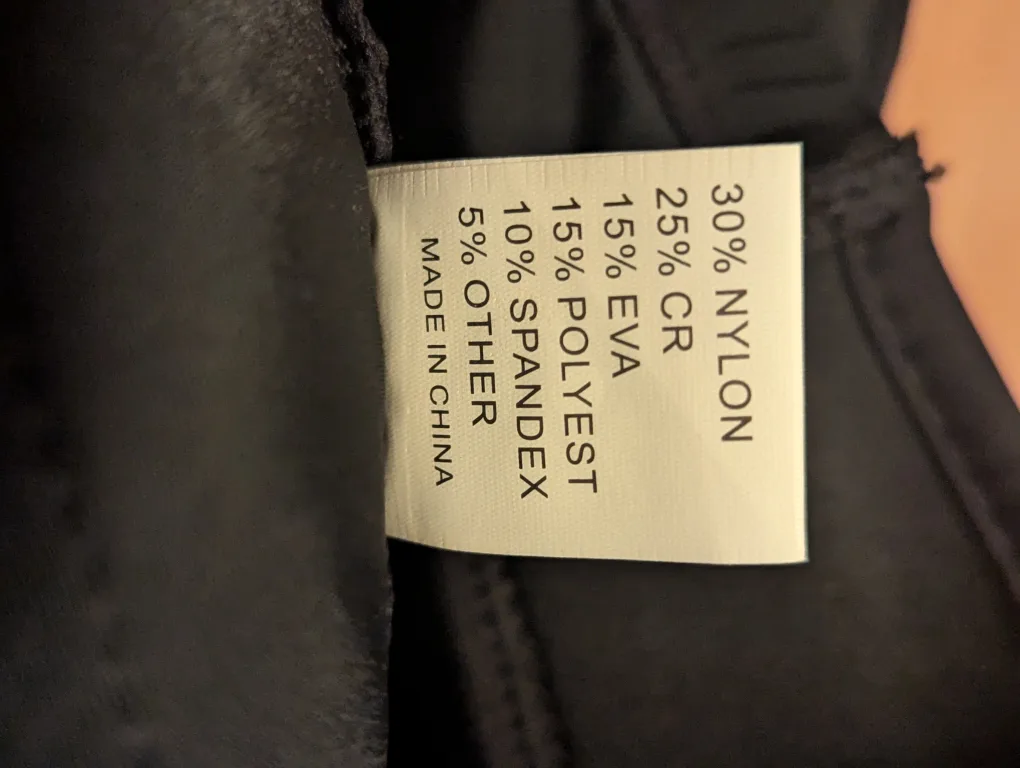 30% NYLON
25% CR
15% EVA
15% POLYEST
10% SPANDEX
5% OTHER
MADE IN CHINA